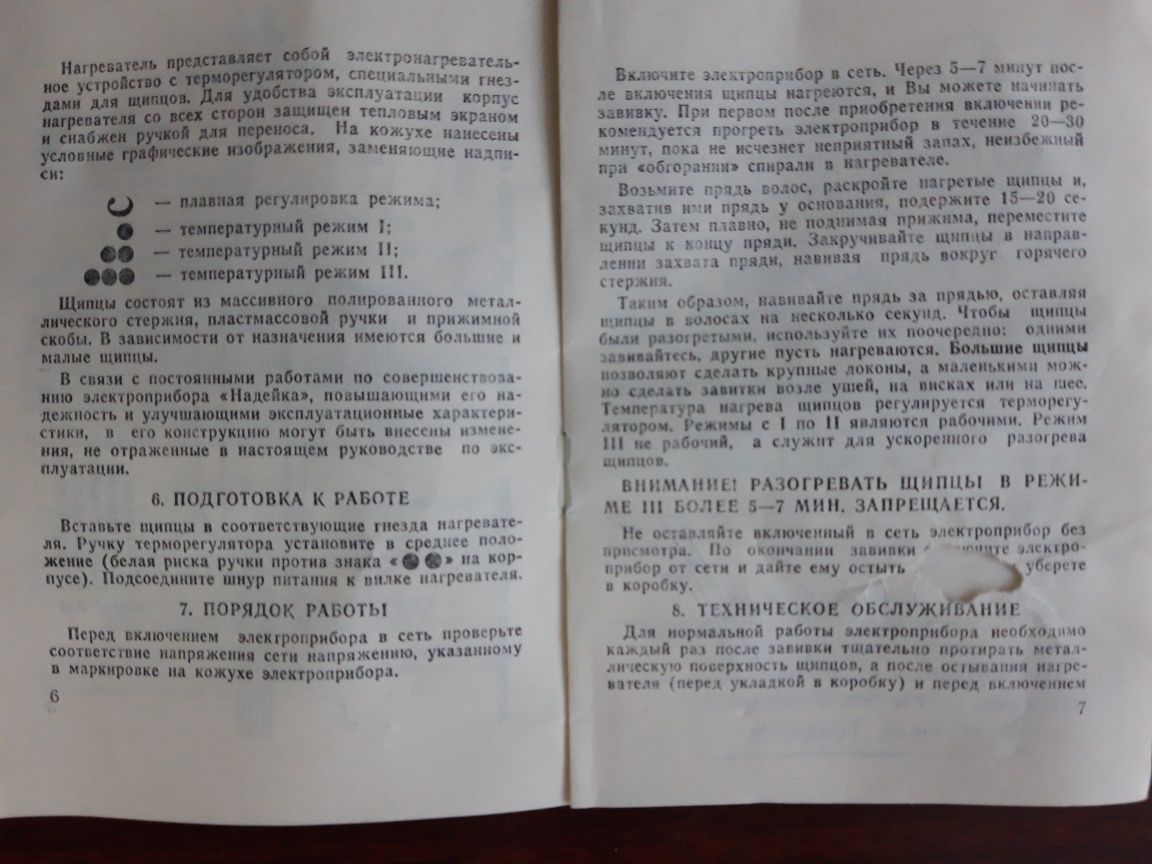 Нагреватель представляет собой электронагреватель-
ное устройство с терморегулятором, специальными гнез-
дами для щипцов. Для удобства эксплуатации корпус
нагревателя со всех сторон защищен тепловым экраном
и снабжен ручкой для переноса. На кожухе нанесены
условные графические изображения, заменяющие надпи-
си:
— плавная регулировка режима;
— температурный режим I;
— температурный режим II;
— температурный режим III.
Щипцы состоят из массивного полированного метал-
лического стержня, пластмассовой ручки и прижимной
скобы. В зависимости от назначения имеются большие и
малые щипцы.
В связи с постоянными работами по совершенствова-
нию электроприбора «Надейка», повышающими его на-
дежность и улучшающими эксплуатационные характери-
стики, в его конструкцию могут быть внесены измене-
ния, не отраженные в настоящем руководстве по экс-
плуатации.
6. ПОДГОТОВКА К РАБОТЕ
Вставьте щипцы в соответствующие гнезда нагревате-
ля. Ручку терморегулятора установите в среднее поло-
жение (белая риска ручки против знака «●●» на кор-
пусе). Подсоедините шнур питания к вилке нагревателя.
7. ПОРЯДОК РАБОТЫ
Перед включением электроприбора в сеть проверьте
соответствие напряжения сети напряжению, указанному
в маркировке на кожухе электроприбора.
6
Включите электроприбор в сеть. Через 5—7 минут пос-
ле включения щипцы нагреются, и Вы можете начинать
завивку. При первом после приобретения включении ре-
комендуется прогреть электроприбор в течение 20—30
минут, пока не исчезнет неприятный запах, неизбежный
при «обгорании» спирали в нагревателе.
Возьмите прядь волос, раскройте нагретые щипцы и,
захватив ими прядь у основания, подержите 15—20 се-
кунд. Затем плавно, не поднимая прижима, переместите
щипцы к концу пряди. Закручивайте щипцы в направ-
лении захвата пряди, навивая прядь вокруг горячего
стержня.
Таким образом, навивайте прядь за прядью, оставляя
щипцы в волосах на несколько секунд. Чтобы щипцы
были разогретыми, используйте их поочередно: одними
завивайтесь, другие пусть нагреваются. Большие щипцы
позволяют сделать крупные локоны, а маленькими мож-
но сделать завитки возле ушей, на висках или на шее.
Температура нагрева щипцов регулируется терморегу-
лятором. Режимы с I по II являются рабочими. Режим
III не рабочий, а служит для ускоренного разогрева
щипцов.
ВНИМАНИЕ! РАЗОГРЕВАТЬ ЩИПЦЫ В РЕЖИ-
МЕ III БОЛЕЕ 5—7 МИН. ЗАПРЕЩАЕТСЯ.
Не оставляйте включенный в сеть электроприбор без
присмотра. По окончании завивки электро-
прибор от сети и дайте ему остыть уберете
в коробку.
8. ТЕХНИЧЕСКОЕ ОБСЛУЖИВАНИЕ
Для нормальной работы электроприбора необходимо
каждый раз после завивки тщательно протирать метал-
лическую поверхность щипцов, а после остывания нагре-
вателя (перед укладкой в коробку) и перед включением
7